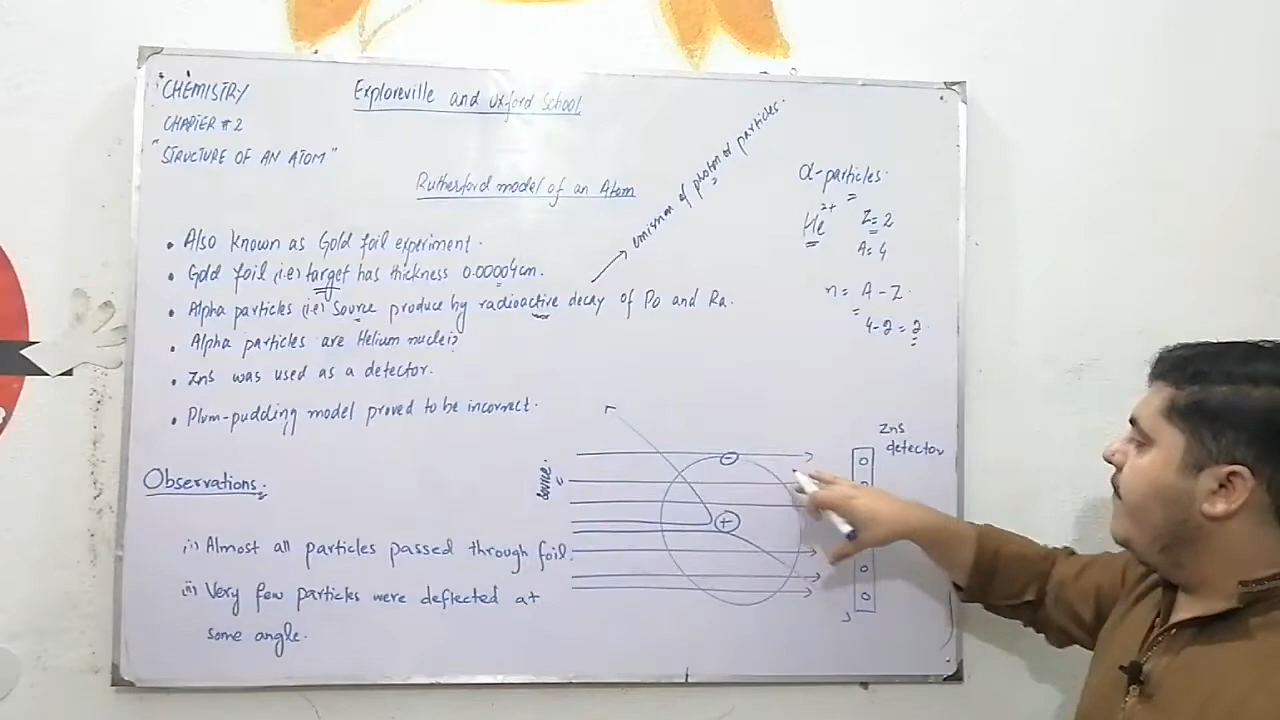 "CHEMISTRY
CHAPTER # 2
"STRUCTURE OF AN ATOM"
Exploreville and Oxford School
Rutherford model of an Atom
• Also known as Gold foil experiment.
• Gold foil (i.e) target has thickness 0.00004cm.
• Alpha particles (i.e) source produce by radioactive decay of Po and Ra.
• Alpha particles are Helium nuclei
• ZnS was used as a detector.
• Plum-pudding model proved to be incorrect.
emission of photon or particles.
α-particles
He2+ Z=2
A=4
n = A - Z
4-2=2
Observations.
i) Almost all particles passed through foil.
ii) Very few particles were deflected at
some angle.
source
-
+
ZnS
detector